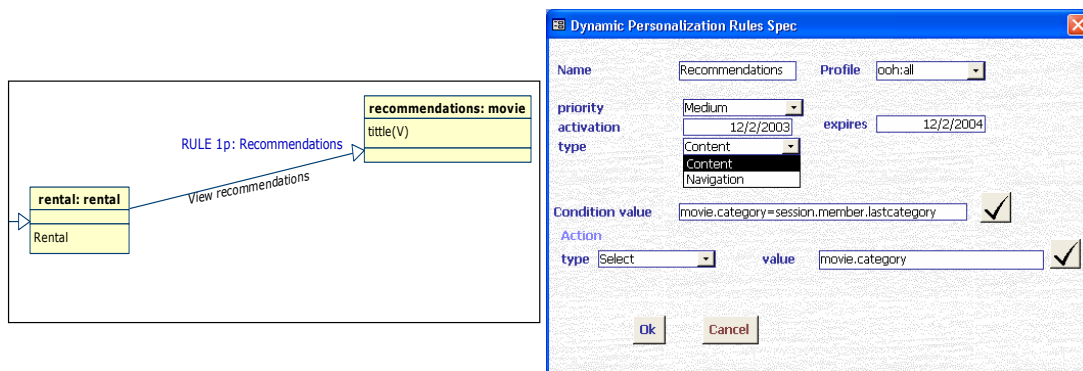 recommendations: movie
tittle(V)
RULE 1p: Recommendations
View recommendations
rental: rental
Rental
Dynamic Personalization Rules Spec
Name Recommendations Profile ooh:all
priority Medium
activation 12/2/2003 expires 12/2/2004
type Content
Content
Navigation
Condition value movie.category=session.member.lastcategory
Action
type Select value movie.category
Ok Cancel